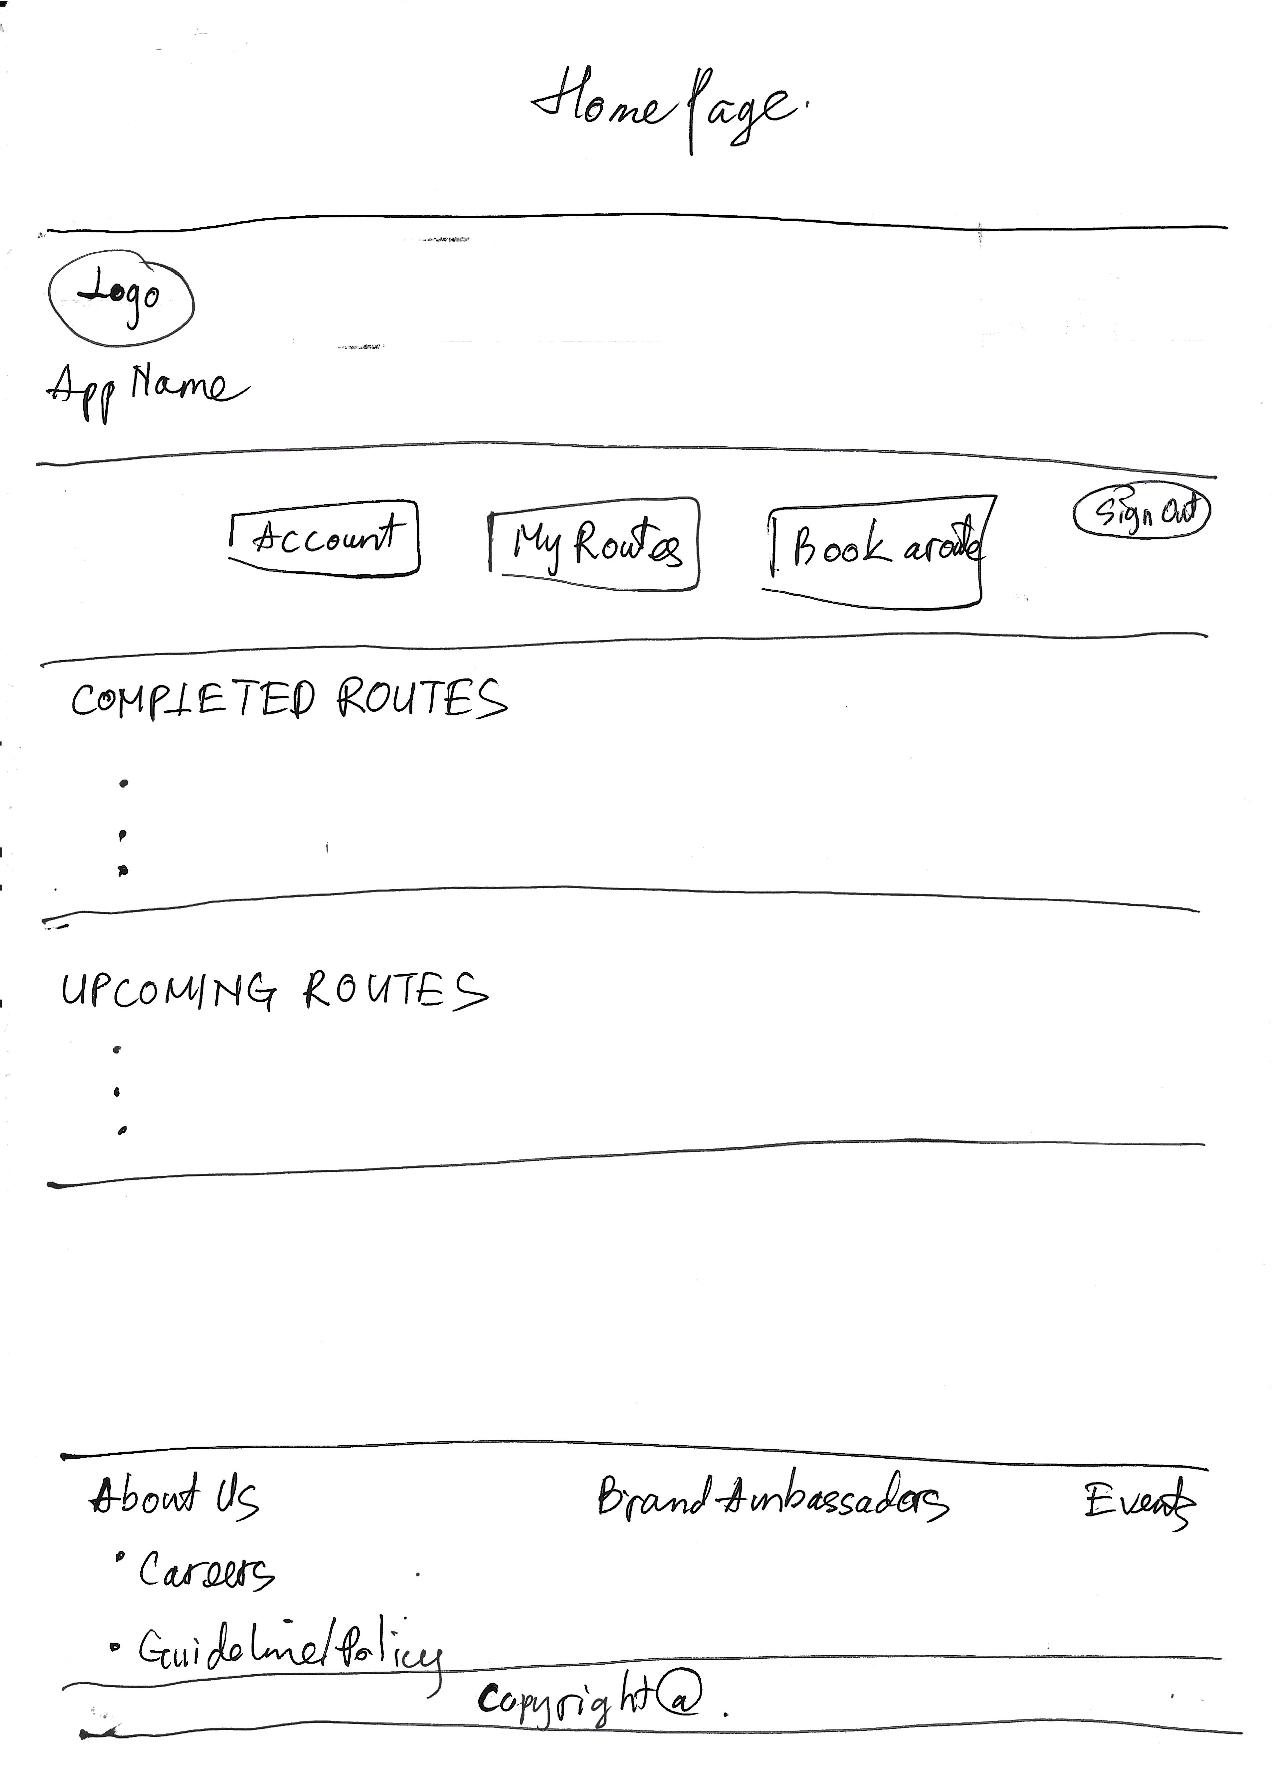 Home Page.
Logo
App Name
Account
My Routes
Book a route
Sign Out
COMPLETED ROUTES
UPCOMING ROUTES
About Us
Brand Ambassadors
Events
• Careers
• Guideline/Policy
Copyright@.